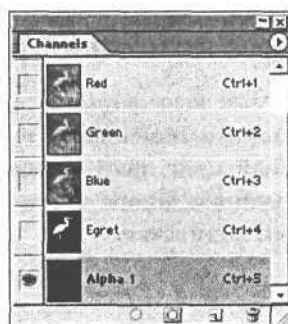 Channels
Red Ctrl+1
Green Ctrl+2
Blue Ctrl+3
Egret Ctrl+4
Alpha 1 Ctrl+5